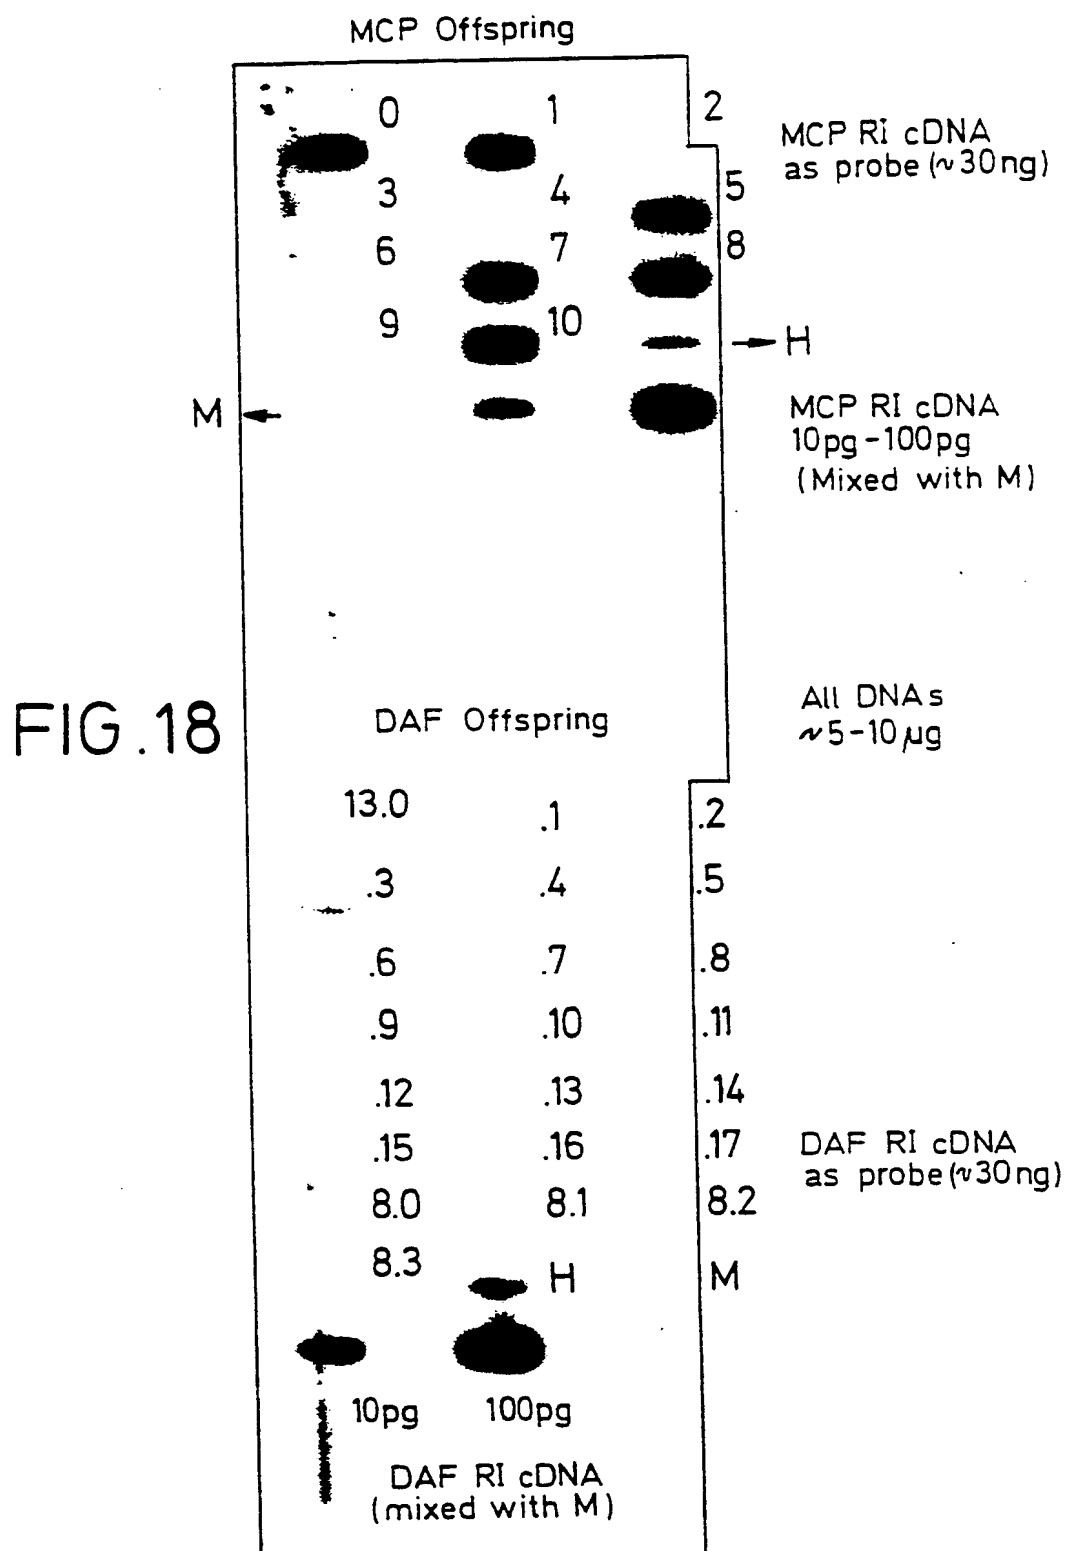 MCP Offspring
0 1 2
MCP RI cDNA
as probe (~30ng)
3 4 5
6 7 8
9 10
H
M
MCP RI cDNA
10pg-100pg
(Mixed with M)
FIG.18
DAF Offspring
All DNAs
~5-10µg
13.0 .1 .2
.3 .4 .5
.6 .7 .8
.9 .10 .11
.12 .13 .14
.15 .16 .17
DAF RI cDNA
as probe (~30ng)
8.0 8.1 8.2
8.3 H M
10pg 100pg
DAF RI cDNA
(mixed with M)